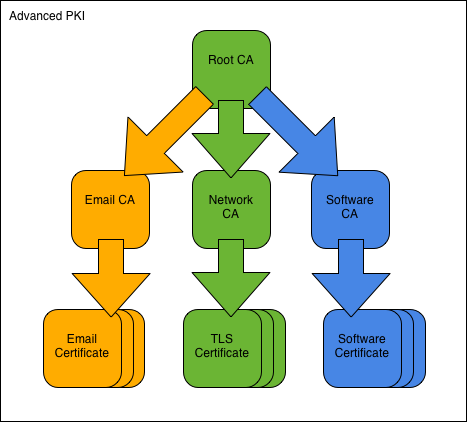 Advanced PKI
Root CA
Email CA
Network
CA
Software
CA
Email
Certificate
TLS
Certificate
Software
Certificate